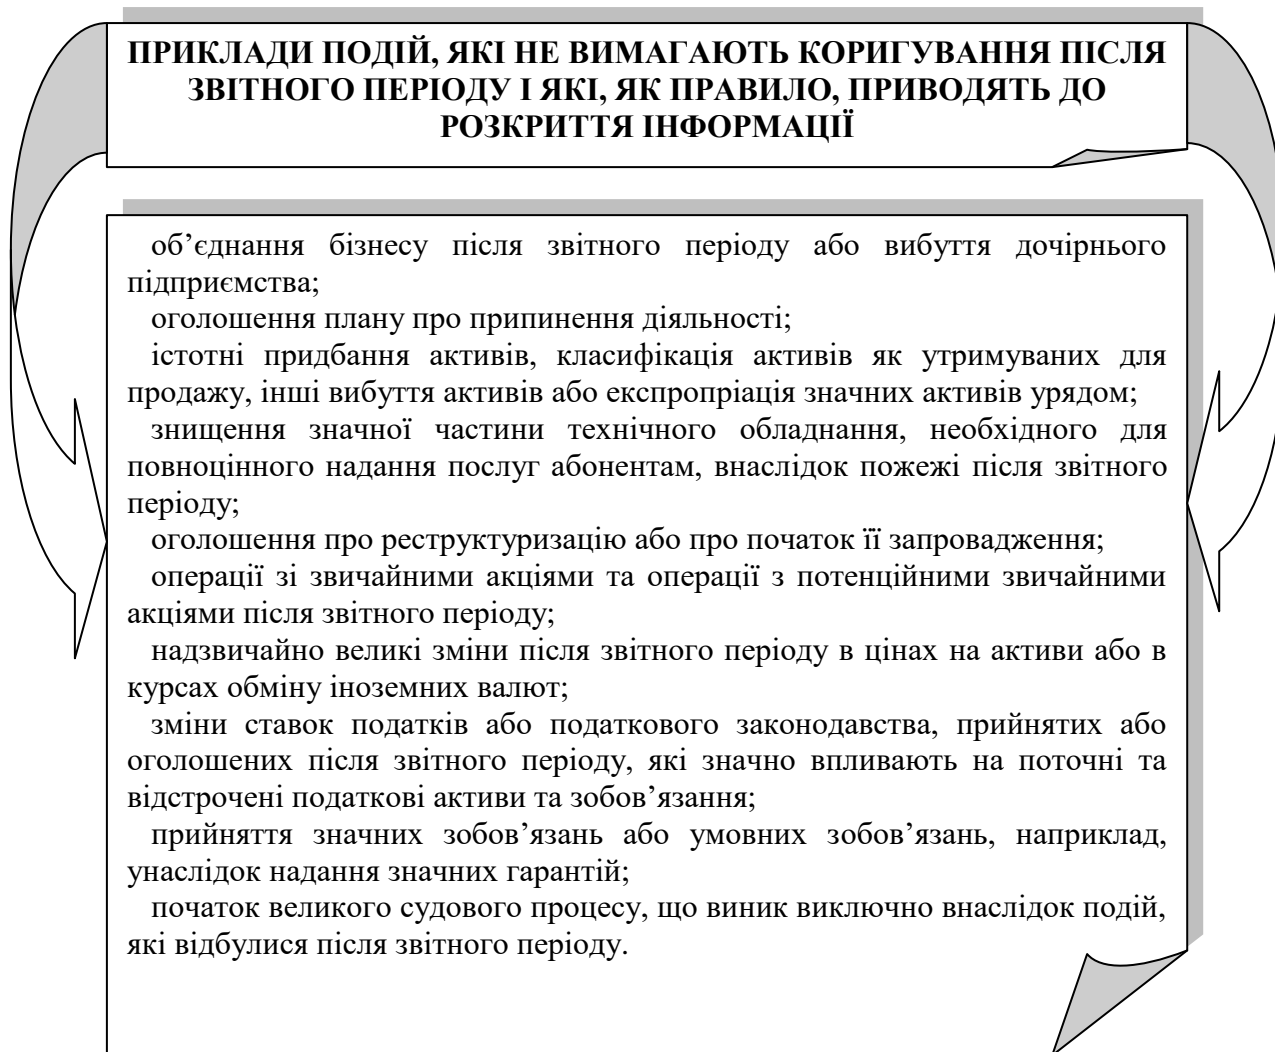 ПРИКЛАДИ ПОДІЙ, ЯКІ НЕ ВИМАГАЮТЬ КОРИГУВАННЯ ПІСЛЯ
ЗВІТНОГО ПЕРІОДУ І ЯКІ, ЯК ПРАВИЛО, ПРИВОДЯТЬ ДО
РОЗКРИТТЯ ІНФОРМАЦІЇ
об’єднання бізнесу після звітного періоду або вибуття дочірнього
підприємства;
оголошення плану про припинення діяльності;
істотні придбання активів, класифікація активів як утримуваних для
продажу, інші вибуття активів або експропріація значних активів урядом;
знищення значної частини технічного обладнання, необхідного для
повноцінного надання послуг абонентам, внаслідок пожежі після звітного
періоду;
оголошення про реструктуризацію або про початок її запровадження;
операції зі звичайними акціями та операції з потенційними звичайними
акціями після звітного періоду;
надзвичайно великі зміни після звітного періоду в цінах на активи або в
курсах обміну іноземних валют;
зміни ставок податків або податкового законодавства, прийнятих або
оголошених після звітного періоду, які значно впливають на поточні та
відстрочені податкові активи та зобов’язання;
прийняття значних зобов’язань або умовних зобов’язань, наприклад,
унаслідок надання значних гарантій;
початок великого судового процесу, що виник виключно внаслідок подій,
які відбулися після звітного періоду.